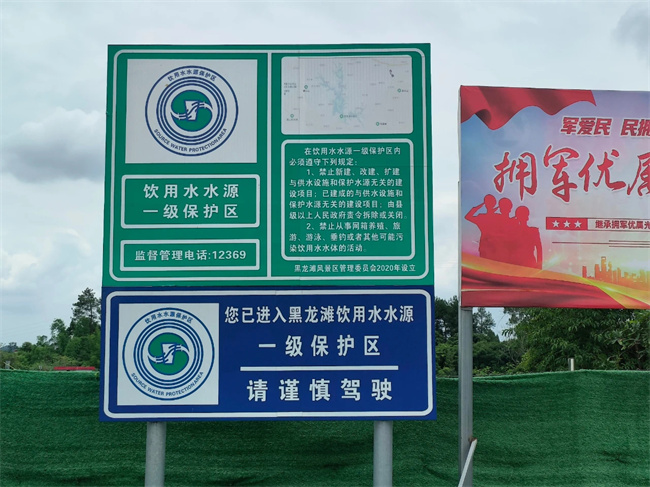 饮用水水源保护区
SOURCE WATER PROTECTION AREA
饮用水水源
一级保护区
监督管理电话:12369
在饮用水水源一级保护区内
必须遵守下列规定:
1、禁止新建、改建、扩建
与供水设施和保护水源无关的建
设项目;已建成的与供水设施和
保护水源无关的建设项目,由县
级以上人民政府责令拆除或关闭。
2、禁止从事网箱养殖、旅
游、游泳、垂钓或者其他可能污
染饮用水水体的活动。
黑龙滩风景区管理委员会2020年设立
饮用水水源保护区
SOURCE WATER PROTECTION AREA
您已进入黑龙滩饮用水水源
一级保护区
请谨慎驾驶
军爱民 民拥
拥军优属
继承拥军优属光